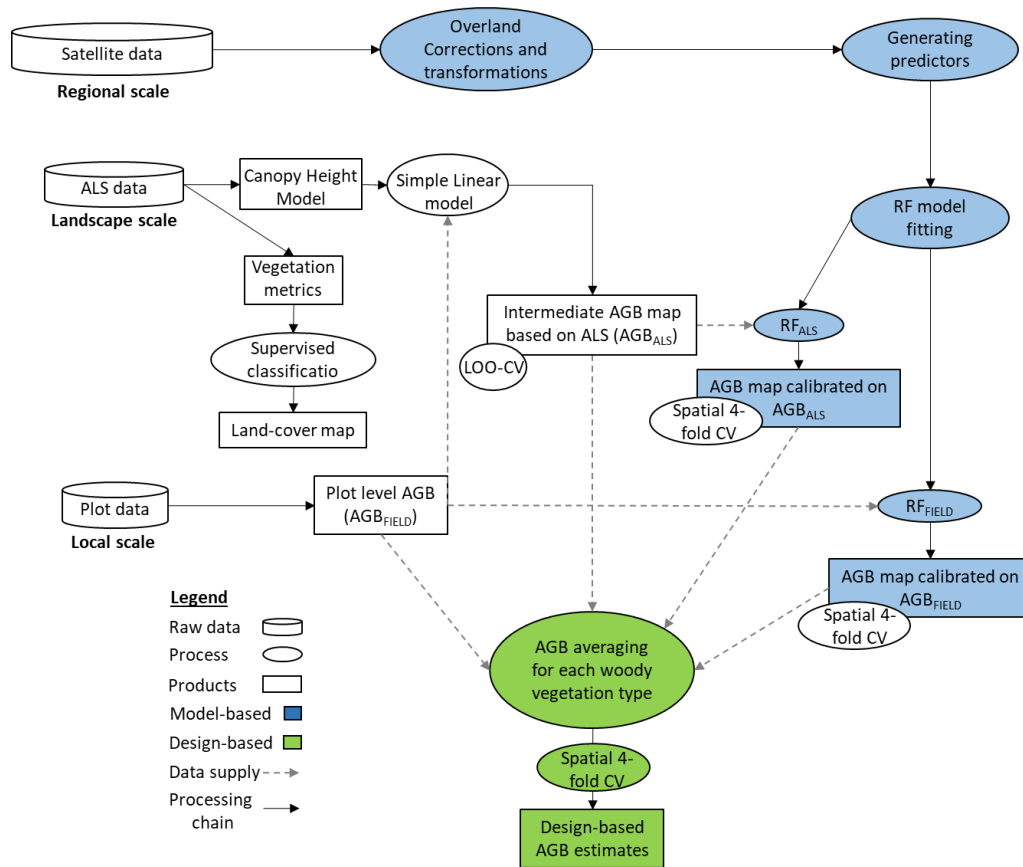 Satellite data
Regional scale
Overland
Corrections and
transformations
Generating
predictors
ALS data
Landscape scale
Canopy Height
Model
Simple Linear
model
RF model
fitting
Vegetation
metrics
Supervised
classificatio
Land-cover map
Intermediate AGB map
based on ALS (AGBALS)
LOO-CV
RFALS
AGB map calibrated on
AGBALS
Spatial 4-
fold CV
Plot data
Local scale
Plot level AGB
(AGBFIELD)
RFFIELD
AGB map calibrated on
AGBFIELD
Spatial 4-
fold CV
AGB averaging
for each woody
vegetation type
Spatial 4-
fold CV
Design-based
AGB estimates
Legend
Raw data
Process
Products
Model-based
Design-based
Data supply
Processing
chain